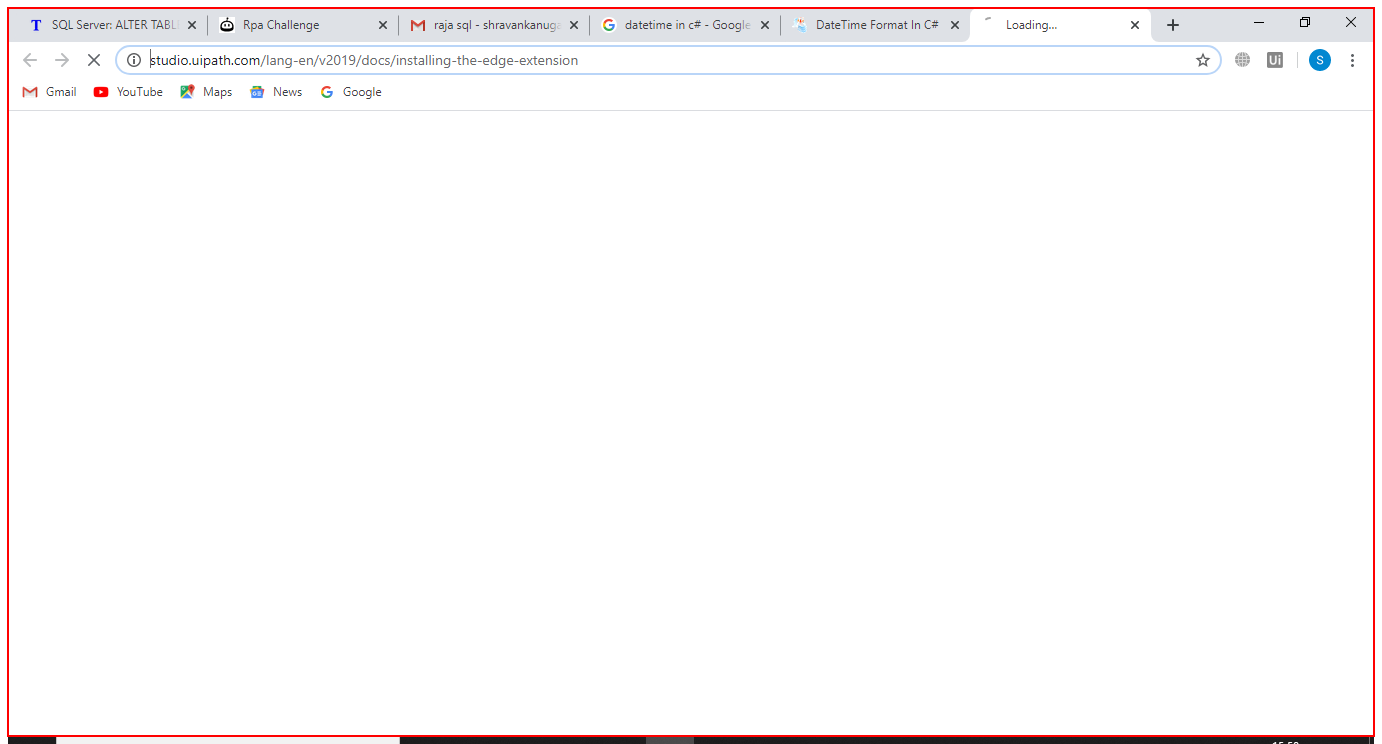 T SQL Server: ALTER TABL Rpa Challenge raja sql - shravankanuga datetime in c# - Google DateTime Format In C# Loading...
studio.uipath.com/lang-en/v2019/docs/installing-the-edge-extension Ui S
Gmail YouTube Maps News Google